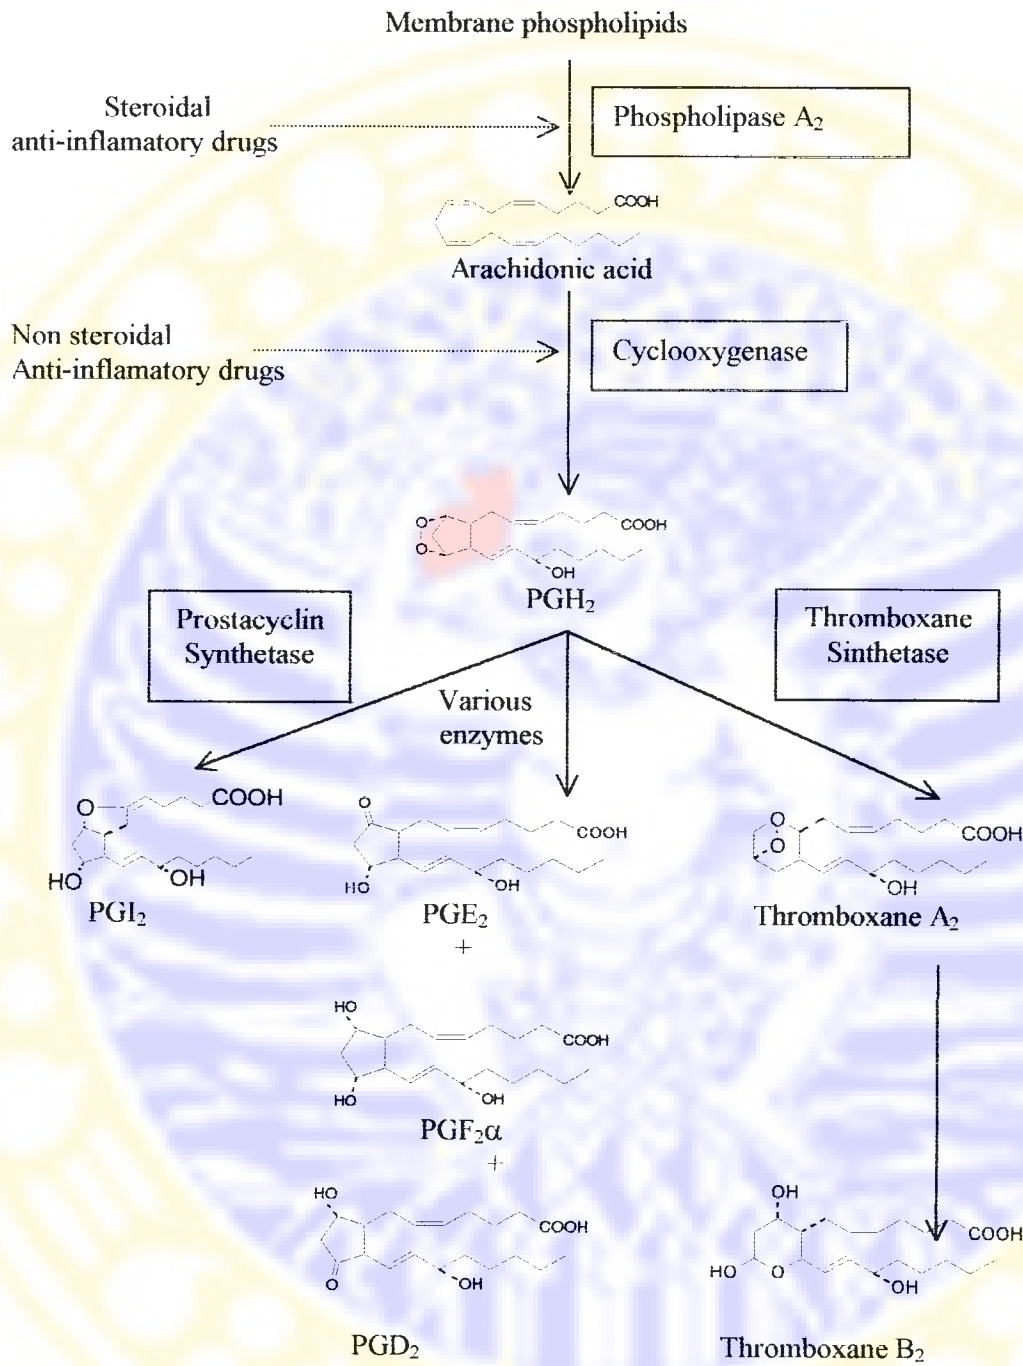 Membrane phospholipids
Steroidal
anti-inflamatory drugs
Phospholipase A₂
COOH
Arachidonic acid
Non steroidal
Anti-inflamatory drugs
Cyclooxygenase
O
O
COOH
OH
PGH₂
Prostacyclin
Synthetase
Thromboxane
Sinthetase
Various
enzymes
O
COOH
HO
OH
PGI₂
O
COOH
HO
OH
PGE₂
+
O
O
COOH
OH
Thromboxane A₂
HO
COOH
HO
OH
PGF₂α
+
HO
COOH
O
OH
PGD₂
OH
COOH
HO
O
OH
Thromboxane B₂